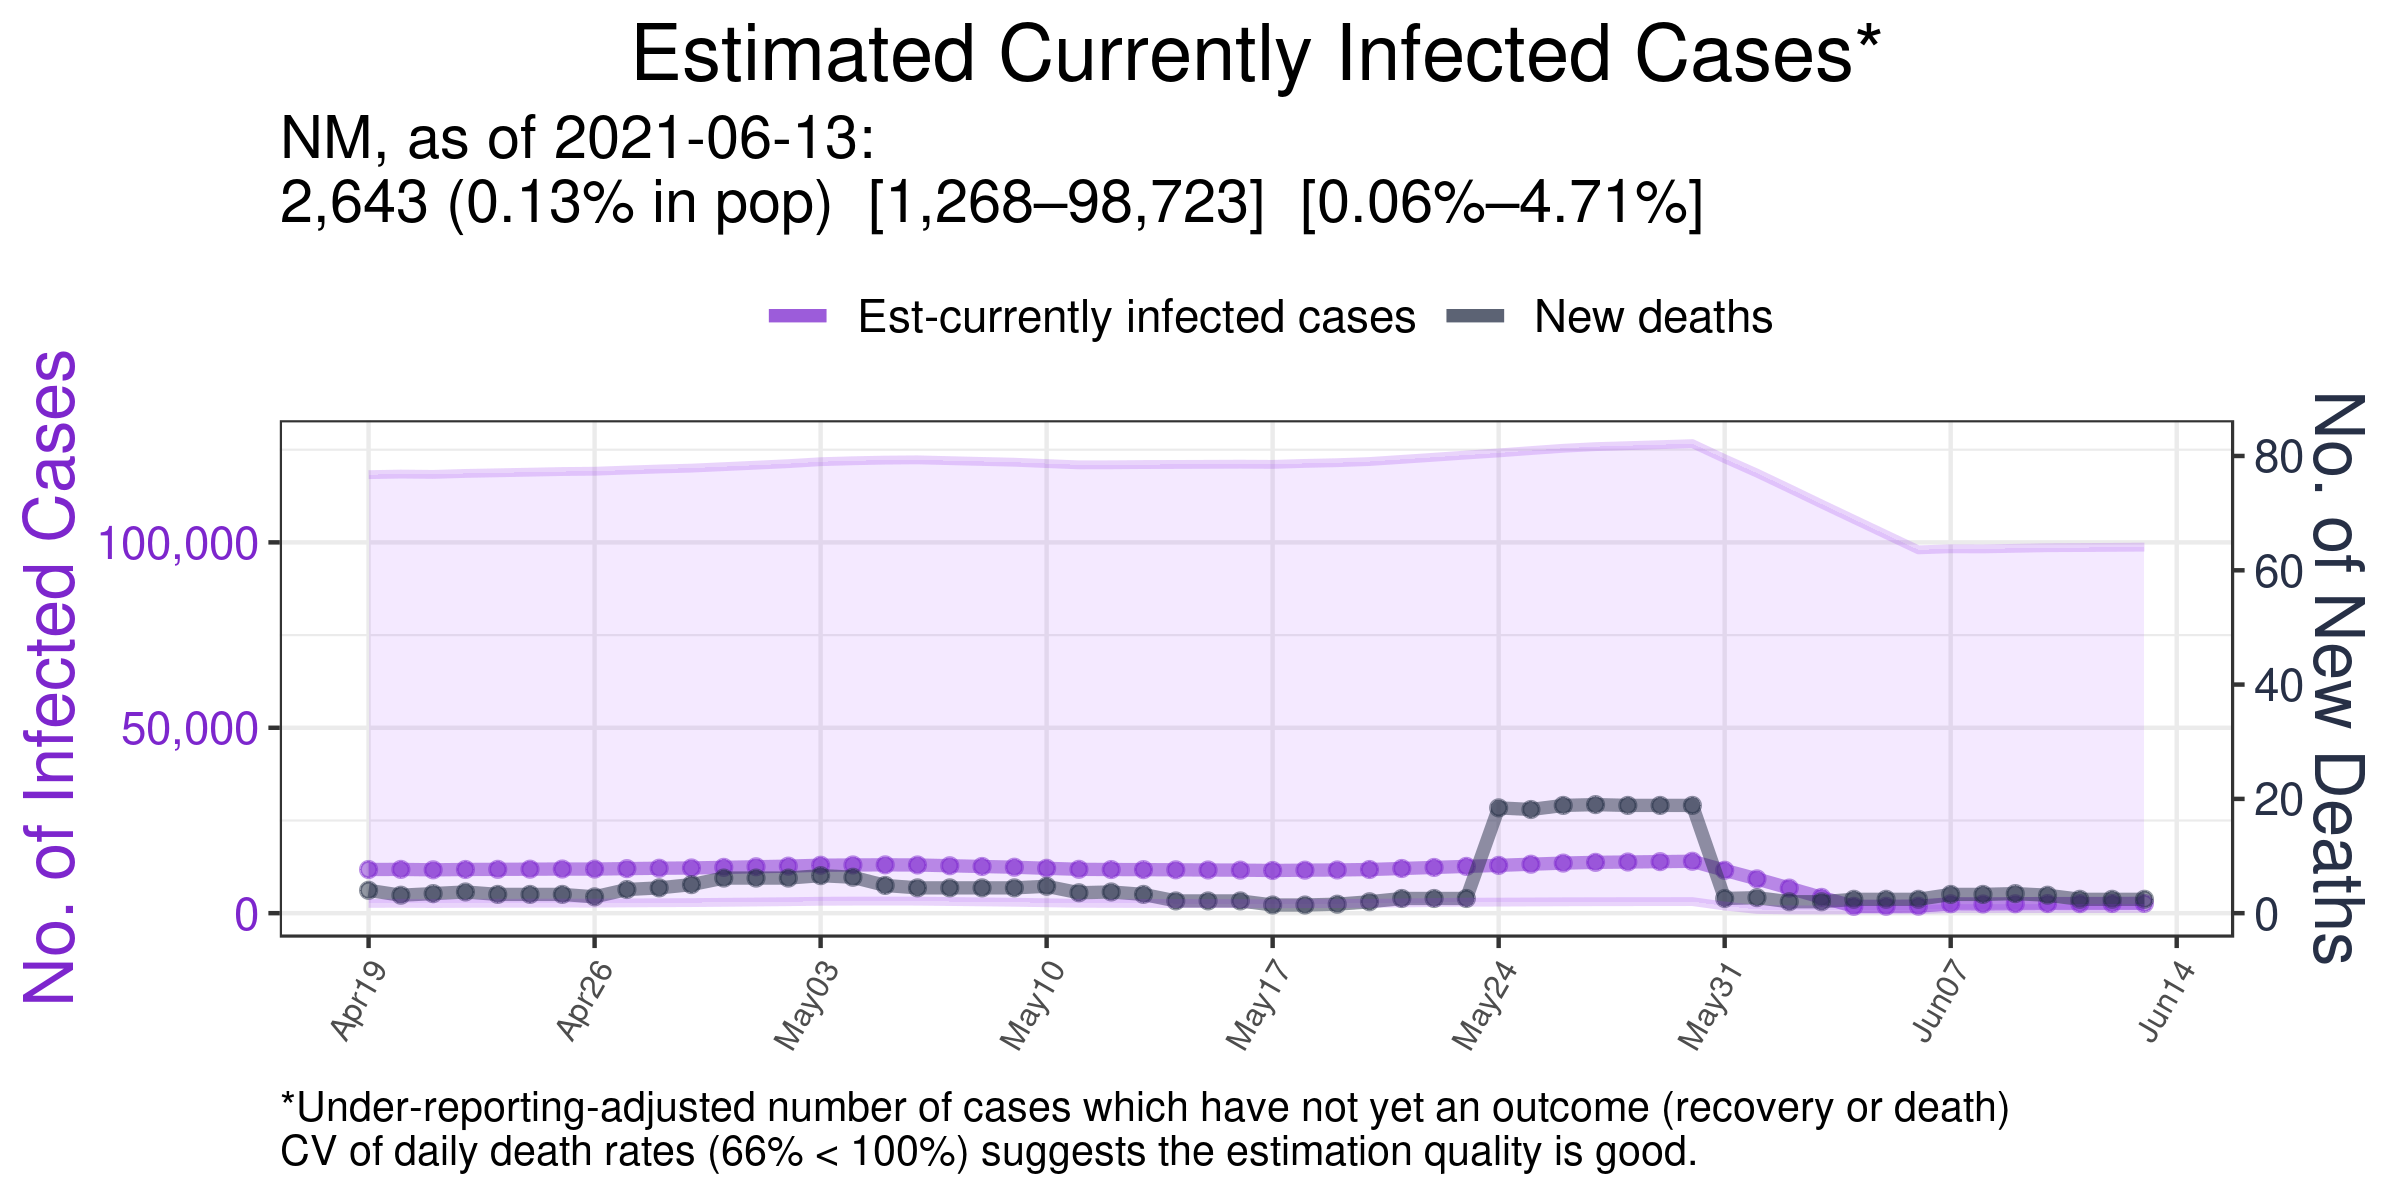 Estimated Currently Infected Cases*
NM, as of 2021-06-13:
2,643 (0.13% in pop) [1,268–98,723] [0.06%–4.71%]
Est-currently infected cases New deaths
No. of Infected Cases
100,000
50,000
0
80
60
40
20
0
No. of New Deaths
Apr19 Apr26 May03 May10 May17 May24 May31 Jun07 Jun14
*Under-reporting-adjusted number of cases which have not yet an outcome (recovery or death)
CV of daily death rates (66% < 100%) suggests the estimation quality is good.